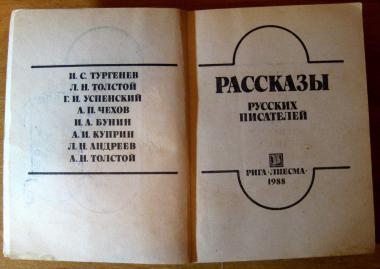 И. С. ТУРГЕНЕВ
Л. Н. ТОЛСТОЙ
Г. И. УСПЕНСКИЙ
А. П. ЧЕХОВ
И. А. БУНИН
А. И. КУПРИН
Л. Н. АНДРЕЕВ
А. Н. ТОЛСТОЙ
РАССКАЗЫ
РУССКИХ
ПИСАТЕЛЕЙ
РИГА «ЛИЕСМА»
1988